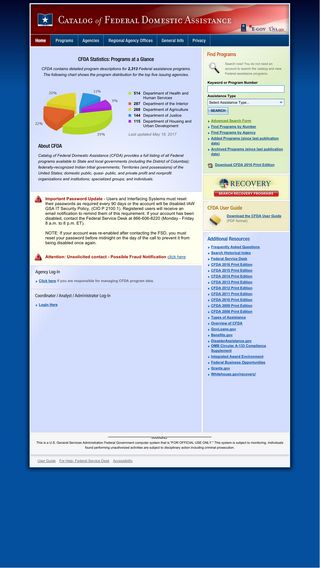 CATALOG of FEDERAL DOMESTIC ASSISTANCE
E-GOV USA.gov
Home Programs Agencies Regional Agency Offices General Info Privacy
CFDA Statistics: Programs at a Glance
CFDA contains detailed program descriptions for 2,313 Federal assistance programs.
The following chart shows the program distribution for the top five issuing agencies.
10%
11%
9%
22%
39%
514 Department of Health and Human Services
287 Department of the Interior
268 Department of Agriculture
144 Department of Justice
115 Department of Housing and Urban Development
Last updated May 18, 2017
About CFDA
Catalog of Federal Domestic Assistance (CFDA) provides a full listing of all Federal
programs available to State and local governments (including the District of Columbia);
federally-recognized Indian tribal governments; Territories (and possessions) of the
United States; domestic public, quasi- public, and private profit and nonprofit
organizations and institutions; specialized groups; and individuals.
Important Password Update - Users and Interfacing Systems must reset
their passwords as required every 90 days or the account will be disabled IAW
GSA IT Security Policy, (CIO P 2100.1). Registered users will receive an
email notification to remind them of this requirement. If your account has been
disabled, contact the Federal Service Desk at 866-606-8220 (Monday - Friday
8 a.m. to 8 p.m. ET).
NOTE: If your account was re-enabled after contacting the FSD, you must
reset your password before midnight on the day of the call to prevent it from
being disabled once again.
Attention: Unsolicited contact - Possible Fraud Notification click here
Agency Log-in
Click here if you are responsible for managing CFDA program data.
Coordinator / Analyst / Administrator Log-In
Login Here
Find Programs
Search now! You do not need an
account to search the catalog and view
Federal assistance programs.
Keyword or Program Number
Assistance Type
Select Assistance Type...
SEARCH
Advanced Search Form
Find Programs by Number
Find Programs by Agency
Added Programs (since last publication
date)
Archived Programs (since last publication
date)
Download CFDA 2016 Print Edition
RECOVERY
SEARCH RECOVERY PROGRAMS
CFDA User Guide
Download the CFDA User Guide
(PDF format)
Additional Resources
Frequently Asked Questions
Search Historical Index
Federal Service Desk
CFDA 2016 Print Edition
CFDA 2015 Print Edition
CFDA 2014 Print Edition
CFDA 2013 Print Edition
CFDA 2012 Print Edition
CFDA 2011 Print Edition
CFDA 2010 Print Edition
CFDA 2009 Print Edition
CFDA 2008 Print Edition
Types of Assistance
Overview of CFDA
GovLoans.gov
Benefits.gov
DisasterAssistance.gov
OMB Circular A-133 Compliance
Supplement
Integrated Award Environment
Federal Business Opportunities
Grants.gov
Whitehouse.gov/recovery/
This is a U.S. General Services Administration Federal Government computer system that is "FOR OFFICIAL USE ONLY." This system is subject to monitoring. Individuals
found performing unauthorized activities are subject to disciplinary action including criminal prosecution.
User Guide For Help: Federal Service Desk Accessibility